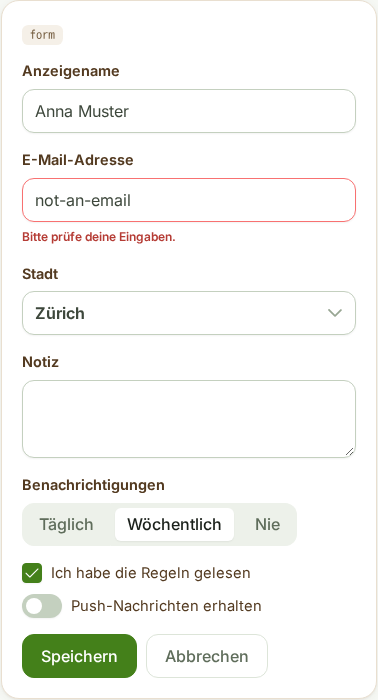 form
Anzeigename
Anna Muster
E-Mail-Adresse
not-an-email
Bitte prüfe deine Eingaben.
Stadt
Zürich
Notiz
Benachrichtigungen
Täglich Wöchentlich Nie
Ich habe die Regeln gelesen
Push-Nachrichten erhalten
Speichern Abbrechen